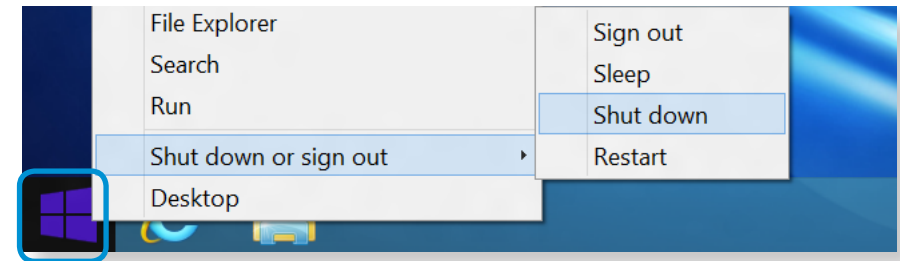 File Explorer
Search
Run
Shut down or sign out
Desktop
Sign out
Sleep
Shut down
Restart